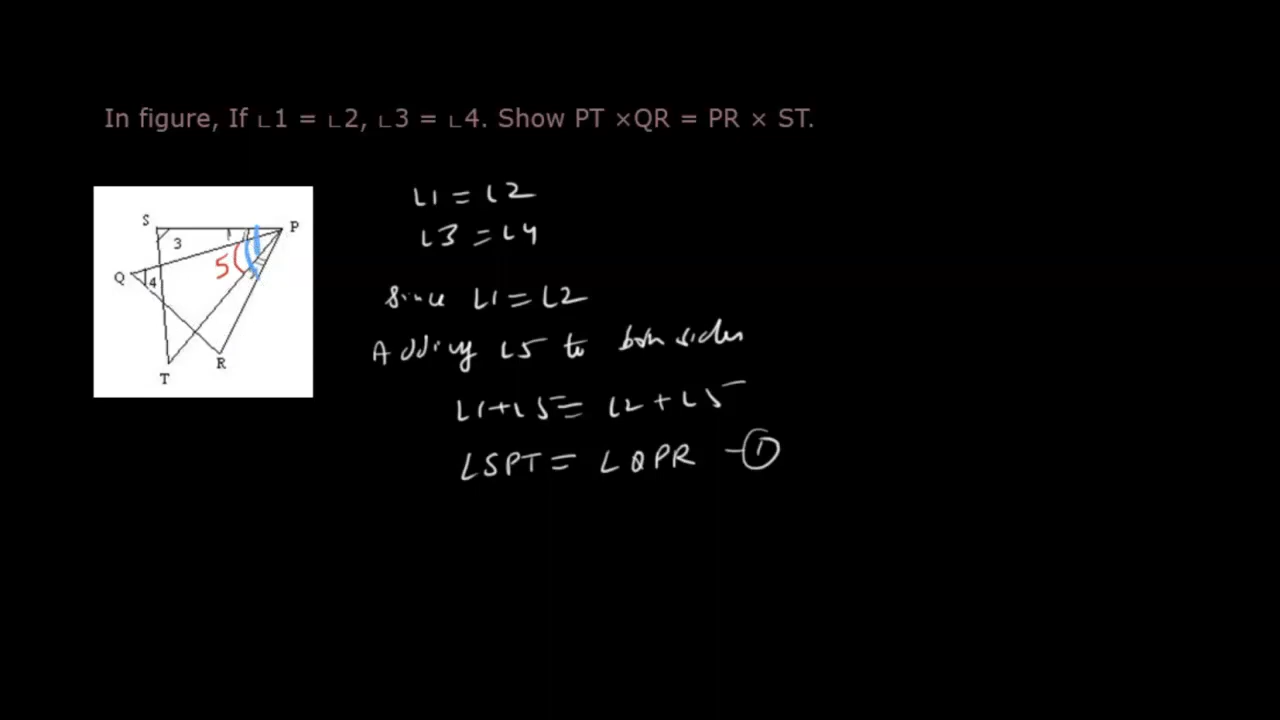 In figure, If ∟1 = ∟2, ∟3 = ∟4. Show PT ×QR = PR × ST.
S
P
3
Q
4
5
T
R
∟1 = ∟2
∟3 = ∟4
Since ∟1 = ∟2
Adding ∟5 to both sides
∟1+∟5 = ∟2+∟5
∟SPT = ∟QPR -①